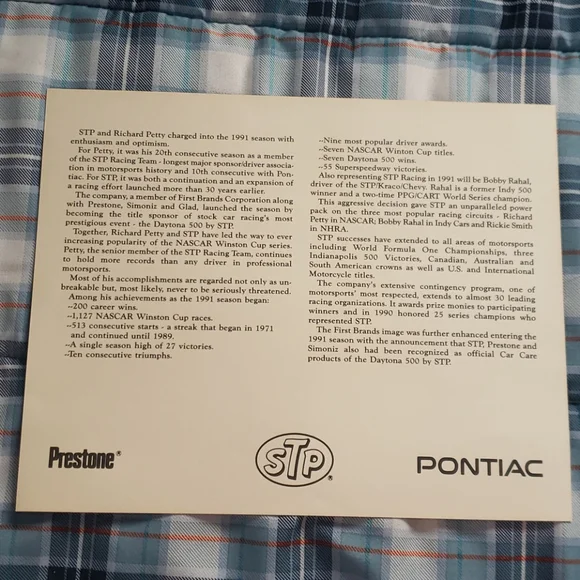 STP and Richard Petty charged into the 1991 season with
enthusiasm and optimism.
For Petty, it was his 20th consecutive season as a member
of the STP Racing Team - longest major sponsor/driver associa-
tion in motorsports history and 10th consecutive with Pon-
tiac. For STP, it was both a continuation and an expansion of
a racing effort launched more than 30 years earlier.
The company, a member of First Brands Corporation along
with Prestone, Simoniz and Glad, launched the season by
becoming the title sponsor of stock car racing's most
prestigious event - the Daytona 500 by STP.
Together, Richard Petty and STP have led the way to ever
increasing popularity of the NASCAR Winston Cup series.
Petty, the senior member of the STP Racing Team, continues
to hold more records than any driver in professional
motorsports.
Most of his accomplishments are regarded not only as un-
breakable but, most likely, never to be seriously threatened.
Among his achievements as the 1991 season began:
--200 career wins.
--1,127 NASCAR Winston Cup races.
--513 consecutive starts - a streak that began in 1971
and continued until 1989.
--A single season high of 27 victories.
--Ten consecutive triumphs.
--Nine most popular driver awards.
--Seven NASCAR Winton Cup titles.
--Seven Daytona 500 wins.
--55 Superspeedway victories.
Also representing STP Racing in 1991 will be Bobby Rahal,
driver of the STP/Kraco/Chevy. Rahal is a former Indy 500
winner and a two-time PPG/CART World Series champion.
This aggressive decision gave STP an unparalleled power
pack on the three most popular racing circuits - Richard
Petty in NASCAR; Bobby Rahal in Indy Cars and Rickie Smith
in NHRA.
STP successes have extended to all areas of motorsports
including World Formula One Championships, three
Indianapolis 500 Victories, Canadian, Australian and
South American crowns as well as U.S. and International
Motorcycle titles.
The company's extensive contingency program, one of
motorsports' most respected, extends to almost 30 leading
racing organizations. It awards prize monies to participating
winners and in 1990 honored 25 series champions who
represented STP.
The First Brands image was further enhanced entering the
1991 season with the announcement that STP, Prestone and
Simoniz also had been recognized as official Car Care
products of the Daytona 500 by STP.
Prestone®
STP®
PONTIAC